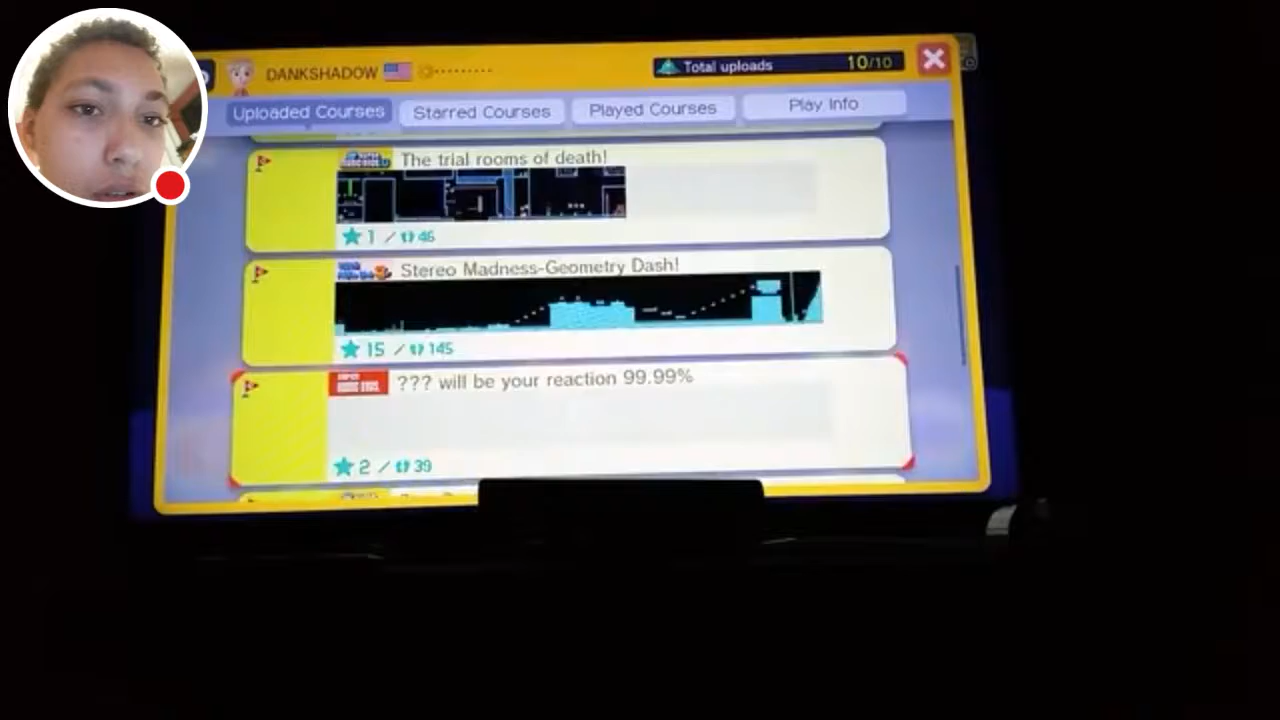 DANKSHADOW
Total uploads 10/10
Uploaded Courses Starred Courses Played Courses Play Info
The trial rooms of death!
1 / 46
Stereo Madness-Geometry Dash!
15 / 145
??? will be your reaction 99.99%
2 / 39